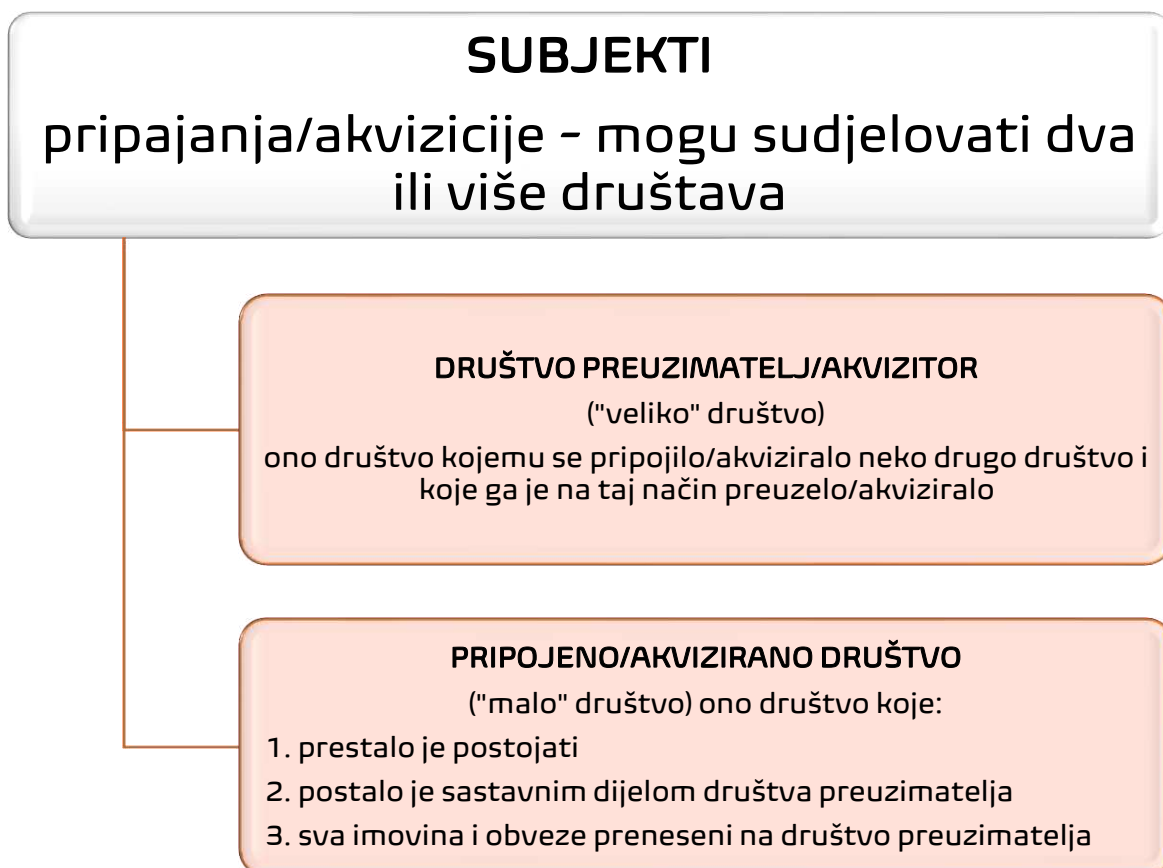 SUBJEKTI
pripajanja/akvizicije - mogu sudjelovati dva
ili više društava
DRUŠTVO PREUZIMATELJ/AKVIZITOR
("veliko" društvo)
ono društvo kojemu se pripojilo/akviziralo neko drugo društvo i
koje ga je na taj način preuzelo/akviziralo
PRIPOJENO/AKVIZIRANO DRUŠTVO
("malo" društvo) ono društvo koje:
1. prestalo je postojati
2. postalo je sastavnim dijelom društva preuzimatelja
3. sva imovina i obveze preneseni na društvo preuzimatelja